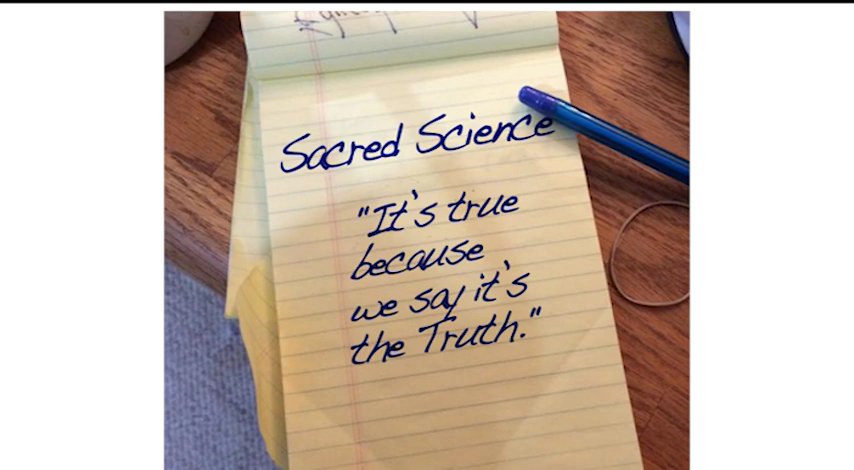 Sacred Science
"It's true
because
we say it's
the Truth."